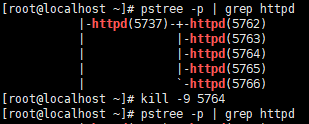 [root@localhost ~]# pstree -p | grep httpd
|-httpd(5737)-+-httpd(5762)
| |-httpd(5763)
| |-httpd(5764)
| |-httpd(5765)
| `-httpd(5766)
[root@localhost ~]# kill -9 5764
[root@localhost ~]# pstree -p | grep httpd